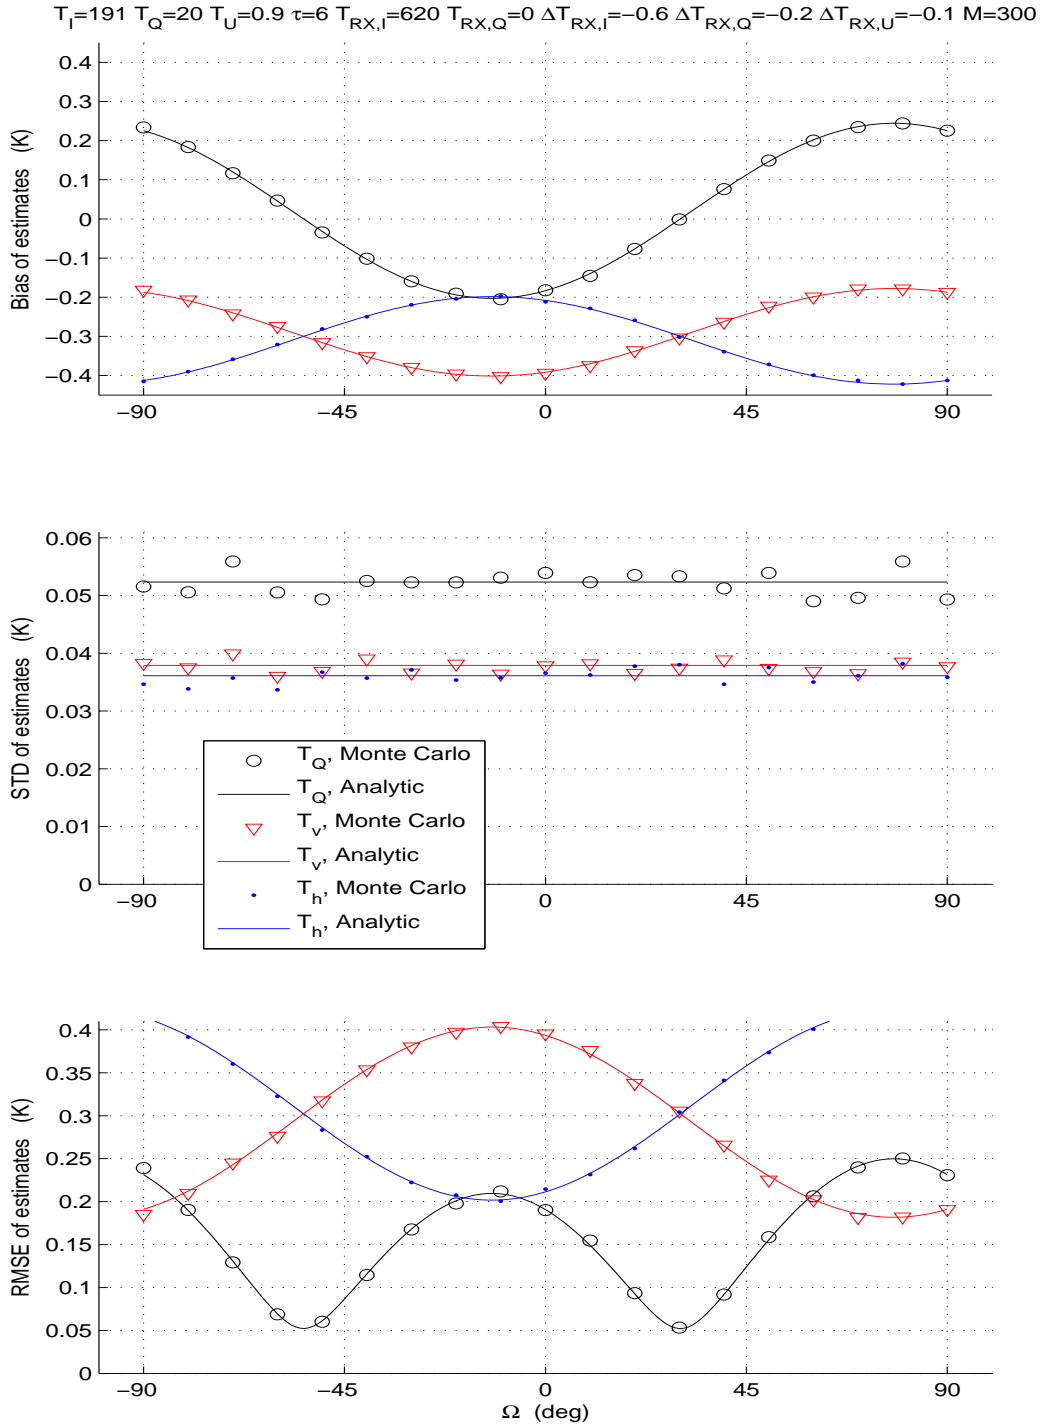 T_I=191 T_Q=20 T_U=0.9 τ=6 T_RX,I=620 T_RX,Q=0 ΔT_RX,I=−0.6 ΔT_RX,Q=−0.2 ΔT_RX,U=−0.1 M=300
0.4
0.3
0.2
0.1
0
−0.1
−0.2
−0.3
−0.4
Bias of estimates (K)
−90 −45 0 45 90
0.06
0.05
0.04
0.03
0.02
0.01
0
STD of estimates (K)
T_Q, Monte Carlo
T_Q, Analytic
T_v, Monte Carlo
T_v, Analytic
T_h, Monte Carlo
T_h, Analytic
−90 0 45 90
0.4
0.35
0.3
0.25
0.2
0.15
0.1
0.05
0
RMSE of estimates (K)
−90 −45 0 45 90
Ω (deg)